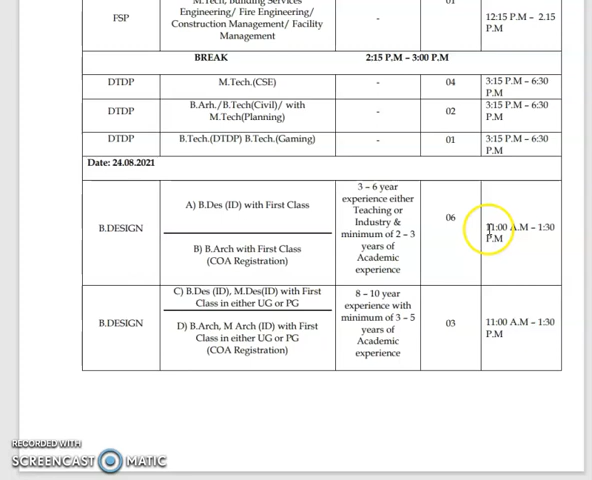 M.Tech, Building Services
01
FSP
Engineering/ Fire Engineering/
Construction Management/ Facility
Management
-
12:15 P.M – 2.15
P.M
BREAK
2:15 P.M – 3:00 P.M
DTDP
M.Tech.(CSE)
-
04
3:15 P.M – 6:30
P.M
DTDP
B.Arh./B.Tech(Civil)/ with
M.Tech(Planning)
-
02
3:15 P.M – 6:30
P.M
DTDP
B.Tech.(DTDP) B.Tech.(Gaming)
-
01
3:15 P.M – 6:30
P.M
Date: 24.08.2021
B.DESIGN
A) B.Des (ID) with First Class
B) B.Arch with First Class
(COA Registration)
3 – 6 year
experience either
Teaching or
Industry &
minimum of 2 – 3
years of
Academic
experience
06
11:00 A.M – 1:30
P.M
B.DESIGN
C) B.Des (ID), M.Des(ID) with First
Class in either UG or PG
D) B.Arch, M Arch (ID) with First
Class in either UG or PG
(COA Registration)
8 – 10 year
experience with
minimum of 3 – 5
years of
Academic
experience
03
11:00 A.M – 1:30
P.M
RECORDED WITH
SCREENCAST MATIC